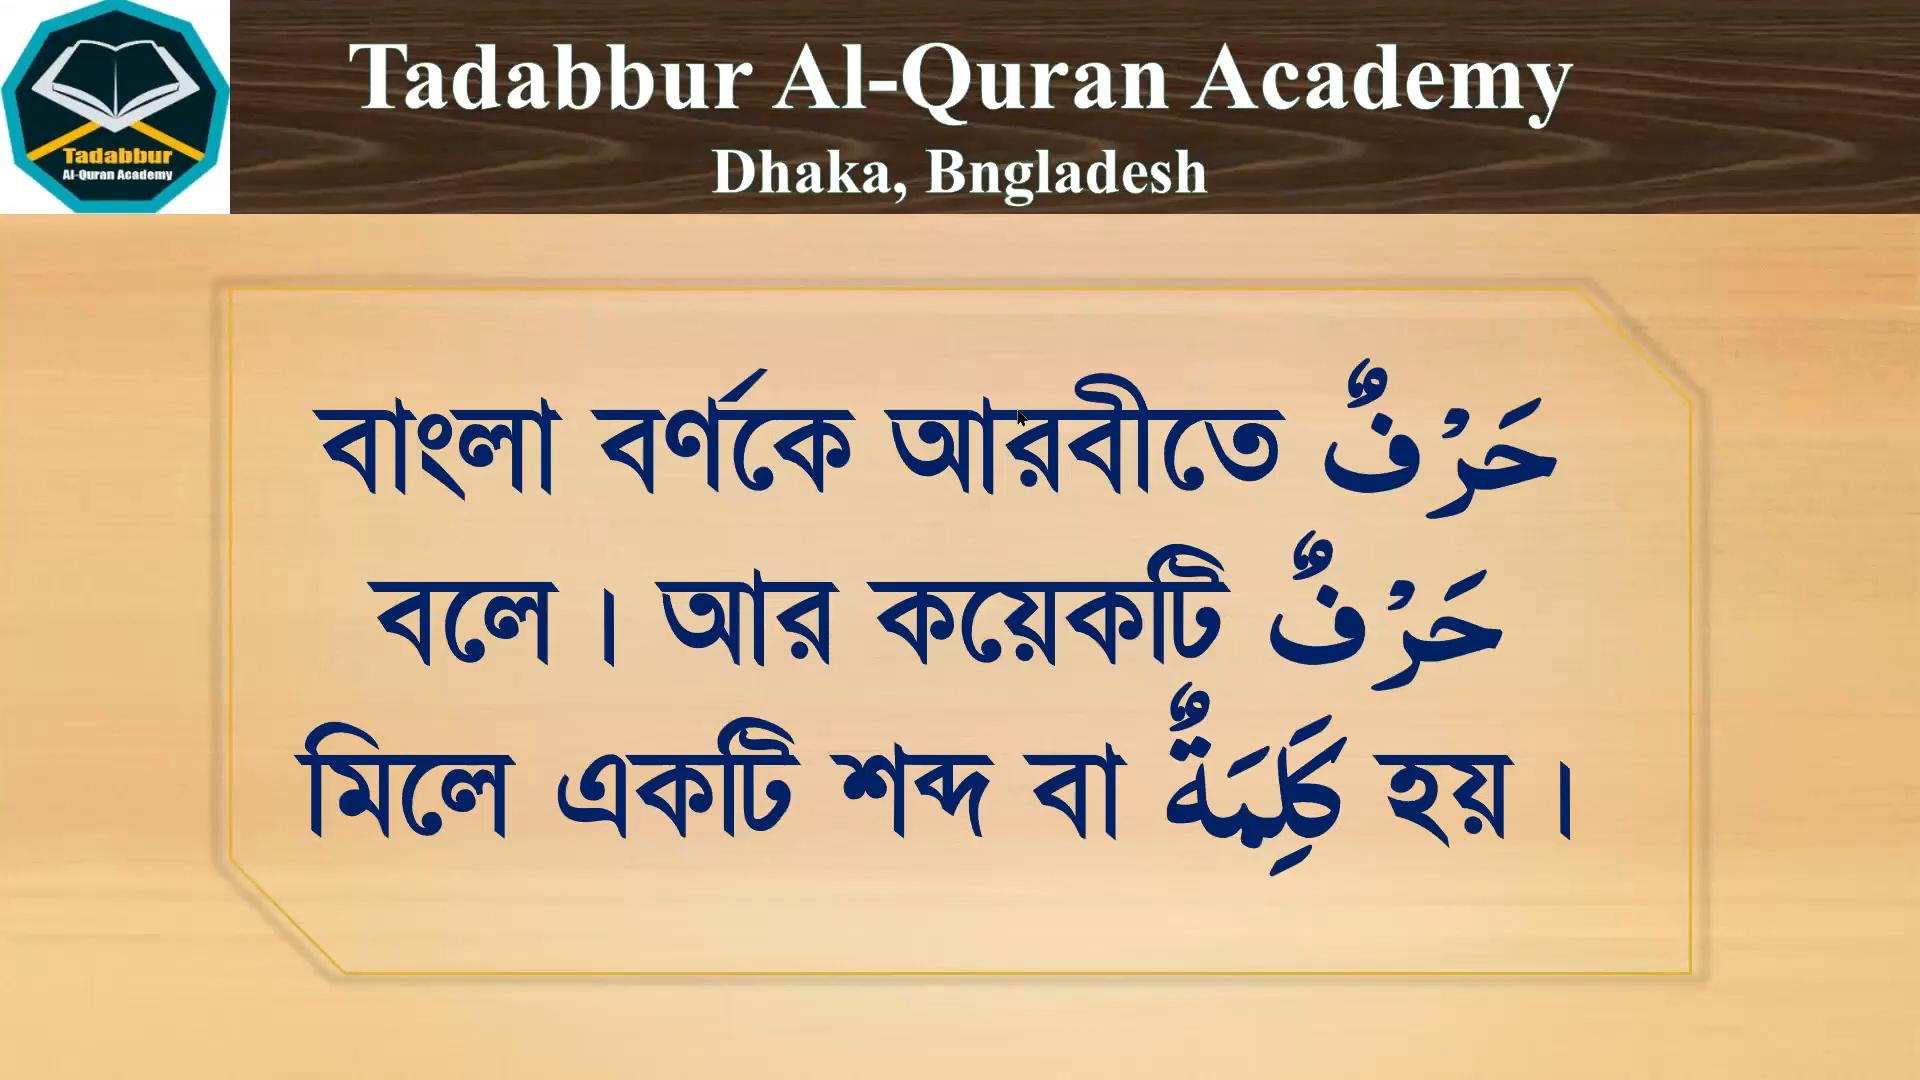 Tadabbur
Al-Quran Academy
Tadabbur Al-Quran Academy
Dhaka, Bngladesh
বাংলা বর্ণকে আরবীতে حَرْفٌ
বলে। আর কয়েকটি حَرْفٌ
মিলে একটি শব্দ বা كَلِمَةٌ হয়।